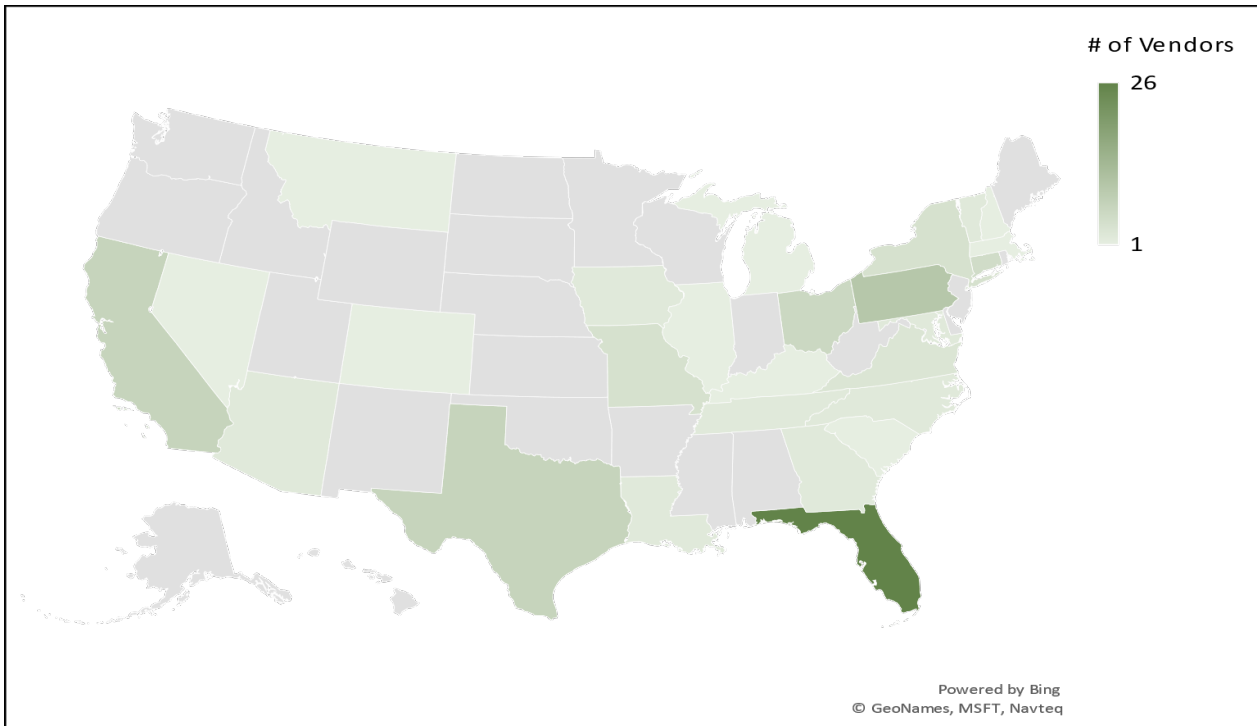 # of Vendors
26
1
Powered by Bing
© GeoNames, MSFT, Navteq